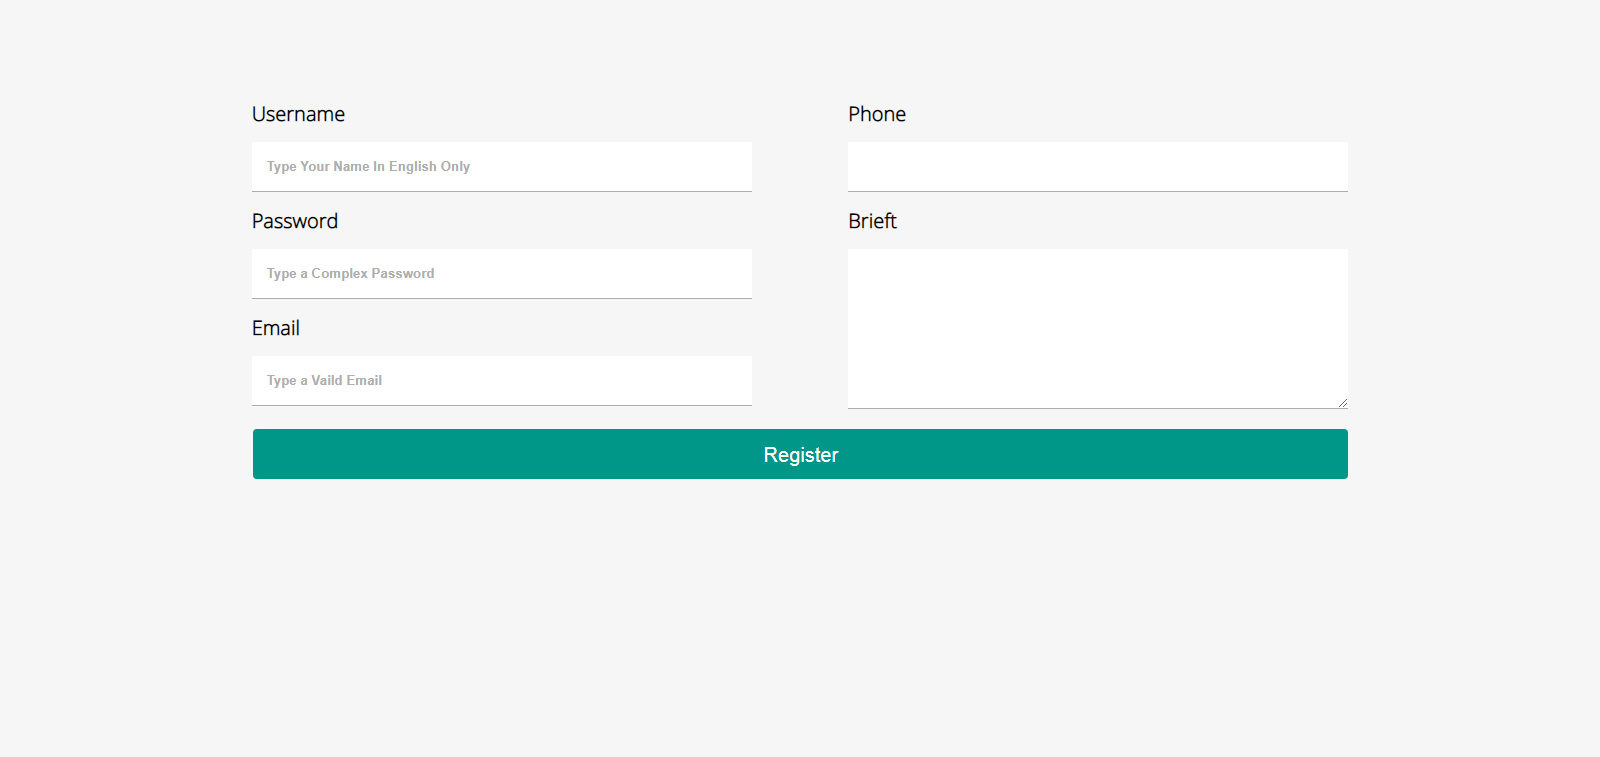 Username
Type Your Name In English Only
Password
Type a Complex Password
Email
Type a Vaild Email
Phone
Brieft
Register